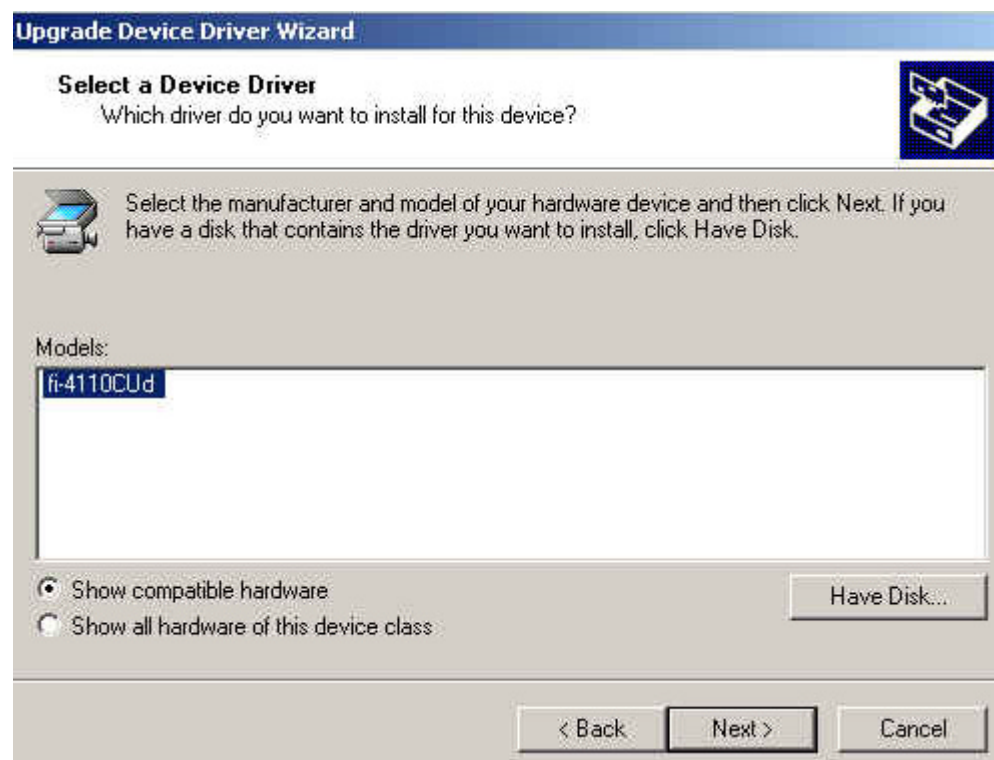 Upgrade Device Driver Wizard
Select a Device Driver
Which driver do you want to install for this device?
Select the manufacturer and model of your hardware device and then click Next. If you
have a disk that contains the driver you want to install, click Have Disk.
Models:
fi-4110CUd
Show compatible hardware
Show all hardware of this device class
Have Disk...
< Back
Next >
Cancel